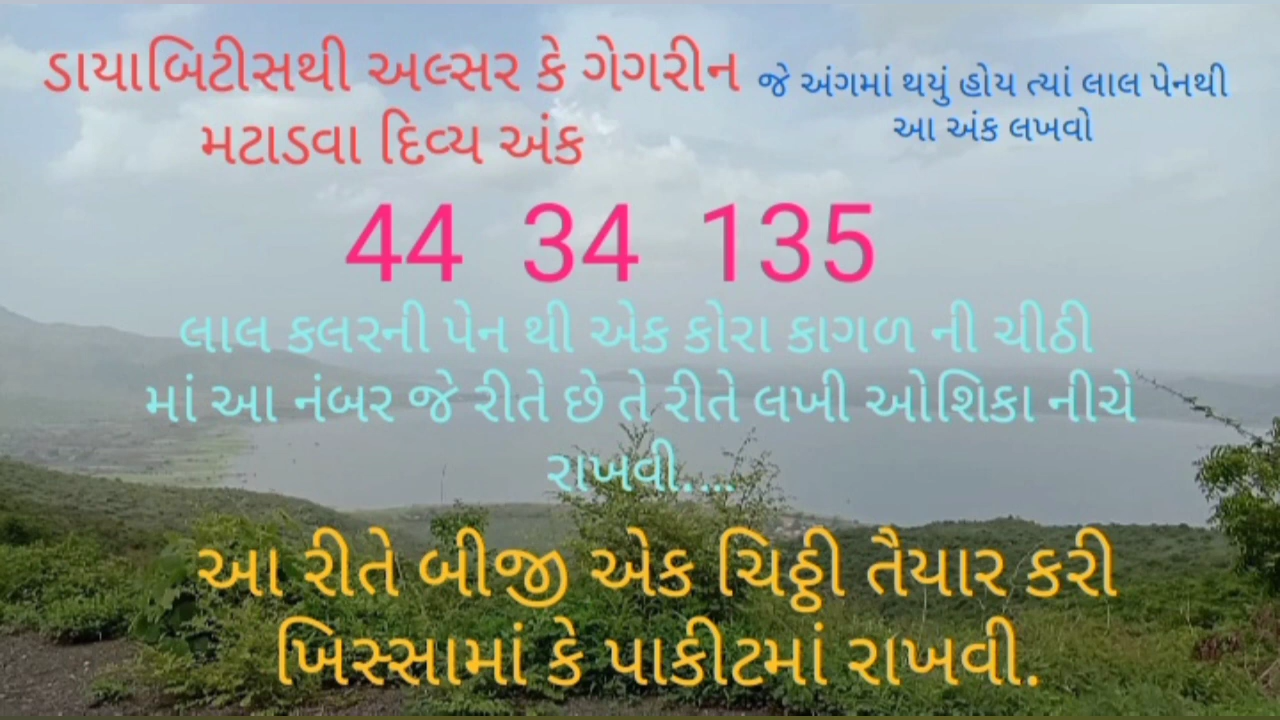 ડાયાબિટીસથી અલ્સર કે ગેગરીન
મટાડવા દિવ્ય અંક
જે અંગમાં થયું હોય ત્યાં લાલ પેનથી
આ અંક લખવો
44 34 135
લાલ કલરની પેન થી એક કોરા કાગળ ની ચીઠી
માં આ નંબર જે રીતે છે તે રીતે લખી ઓશિકા નીચે
રાખવી....
આ રીતે બીજી એક ચિઠ્ઠી તૈયાર કરી
ખિસ્સામાં કે પાકીટમાં રાખવી.